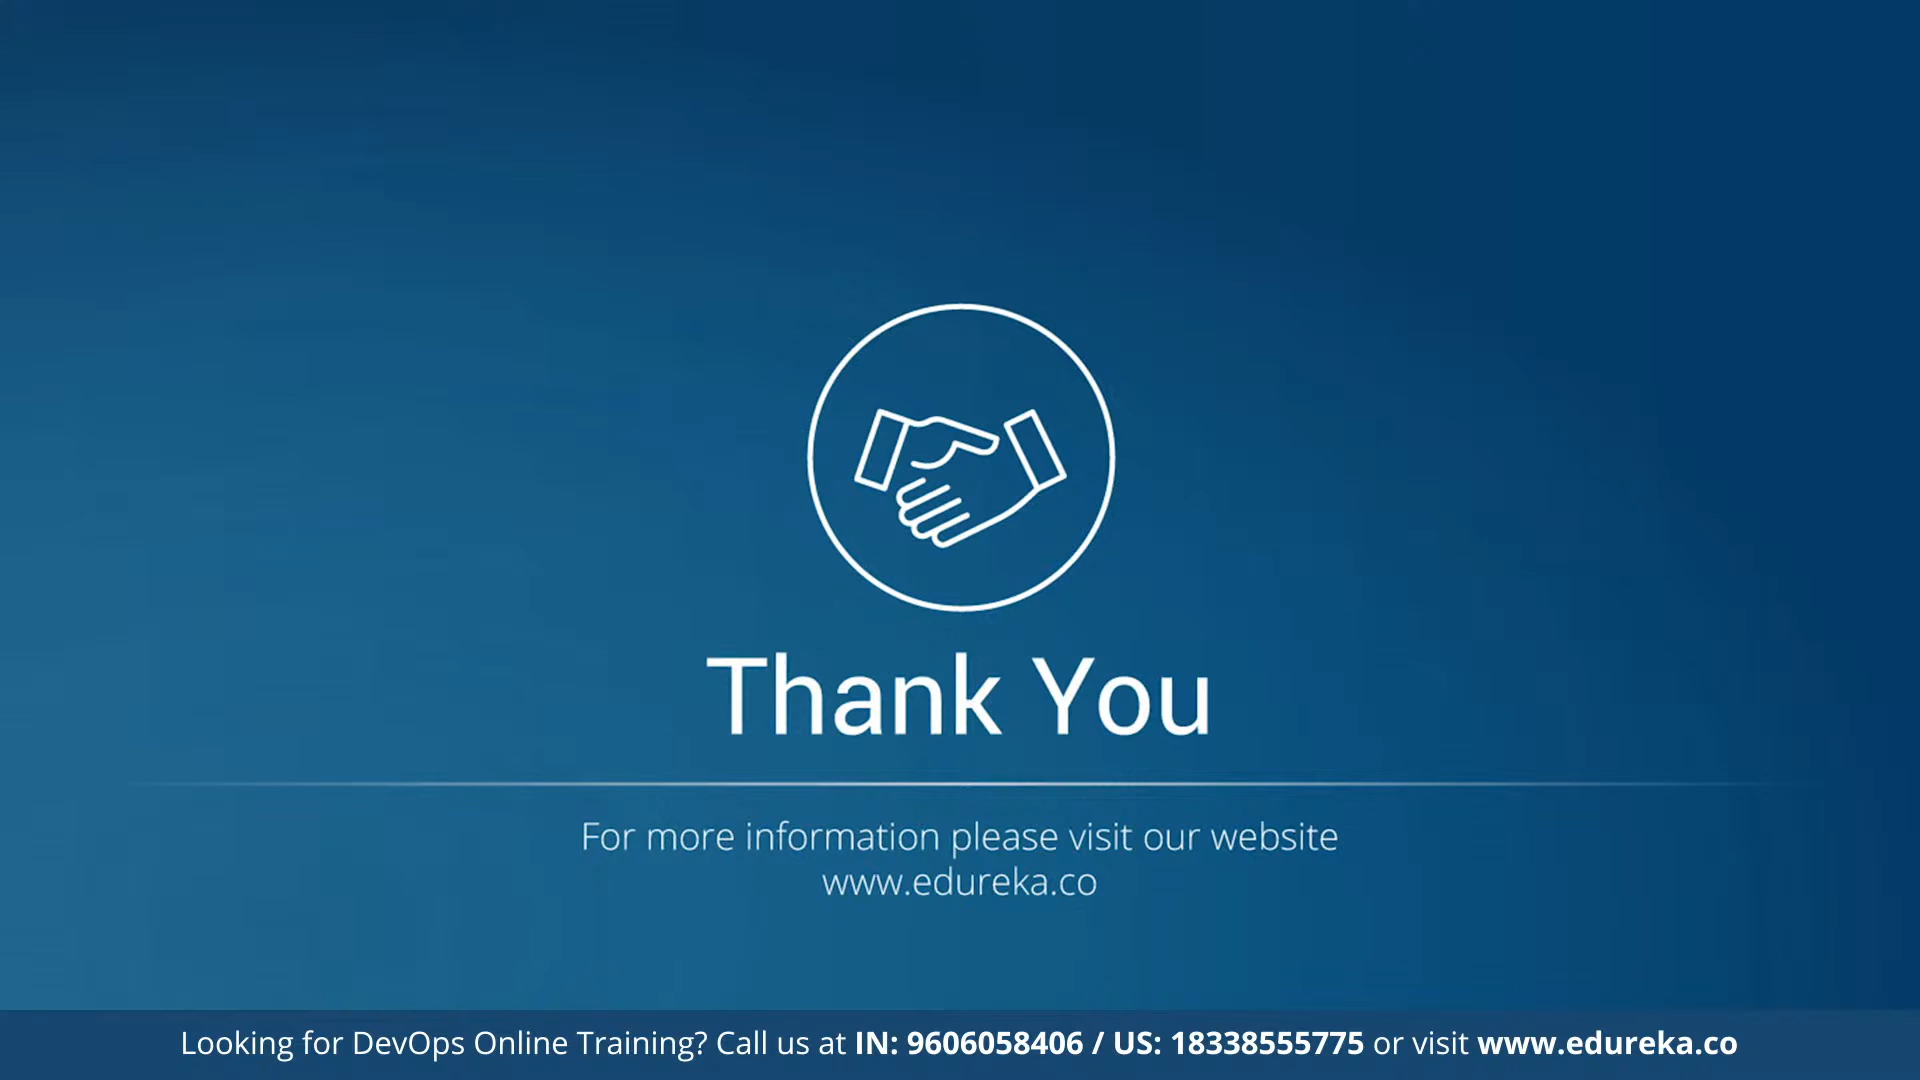 Thank You
For more information please visit our website
www.edureka.co
Looking for DevOps Online Training? Call us at IN: 9606058406 / US: 18338555775 or visit www.edureka.co